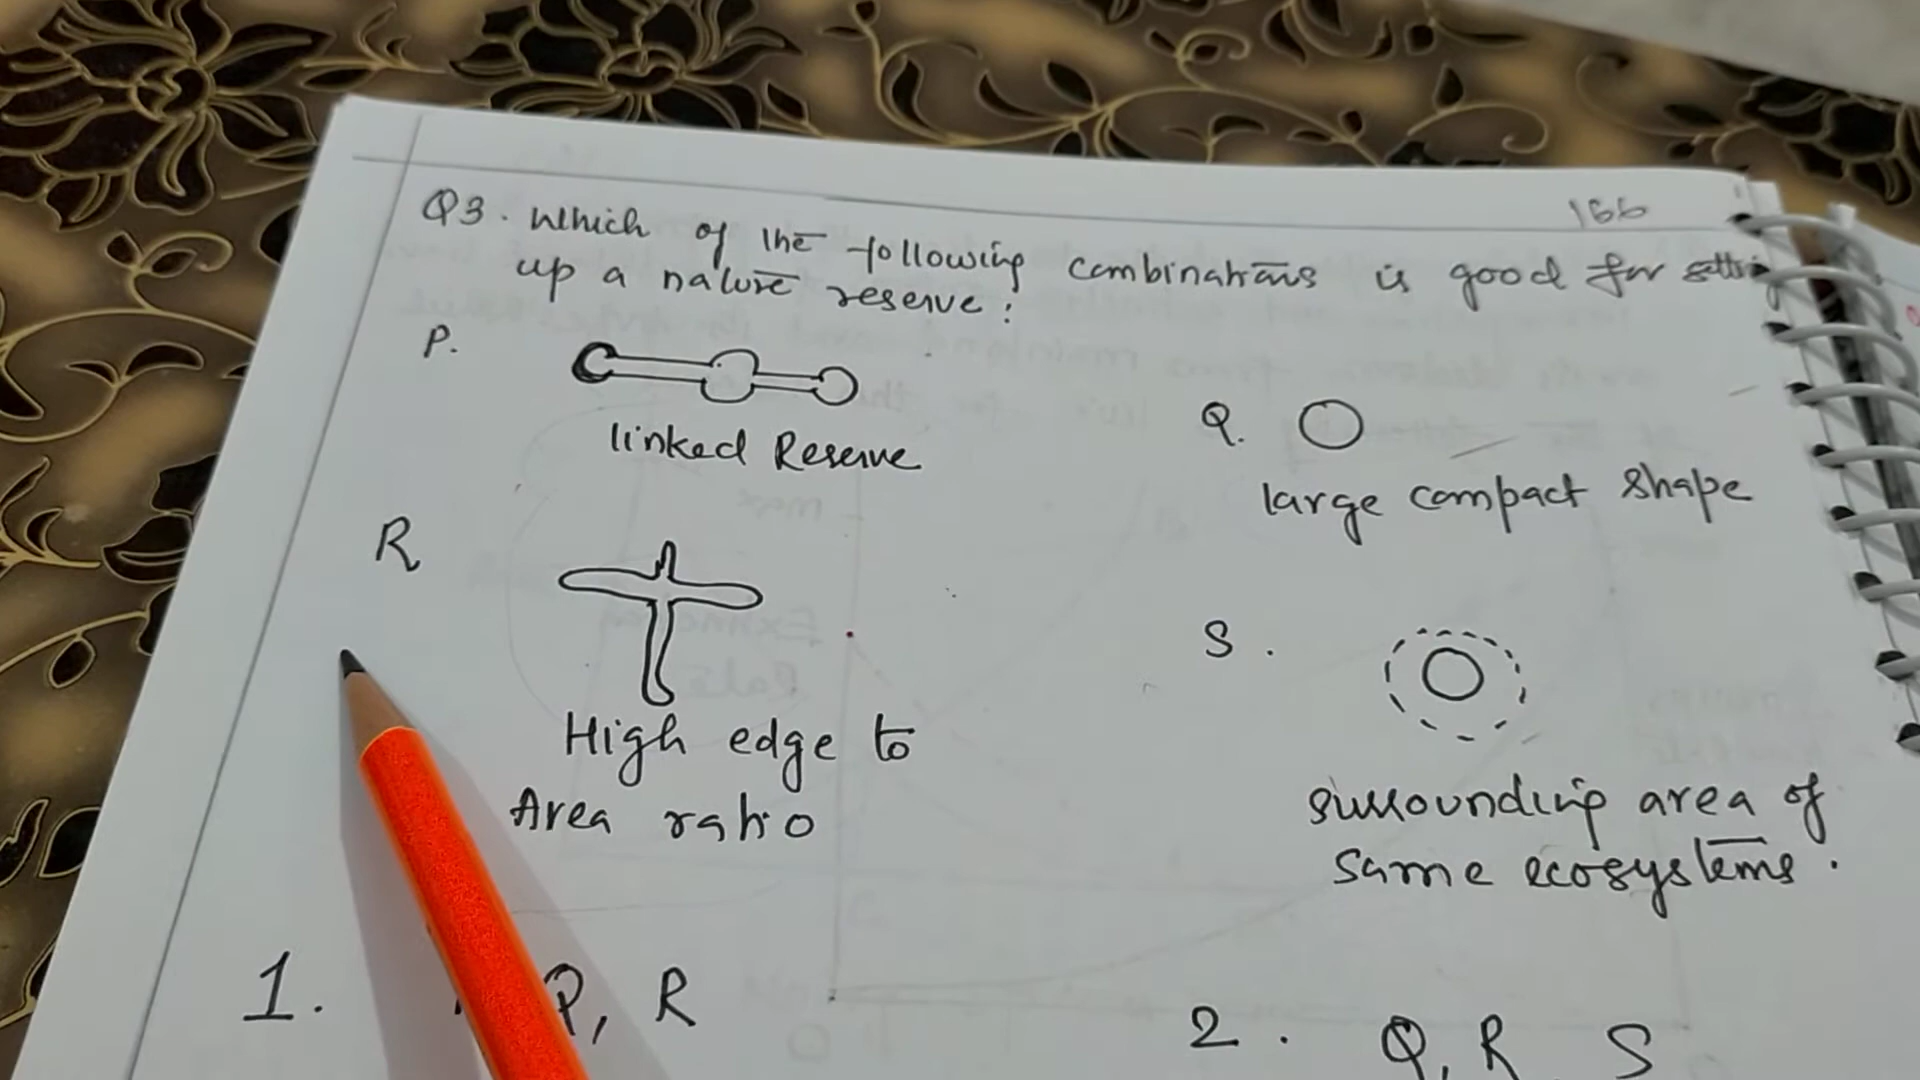 166
Q3. Which of the following combinations is good for setting
up a nature reserve:
P.
linked Reserve
Q.
large compact shape
R
High edge to
Area ratio
S.
surrounding area of
same ecosystems.
1. Q, R
2. Q, R S